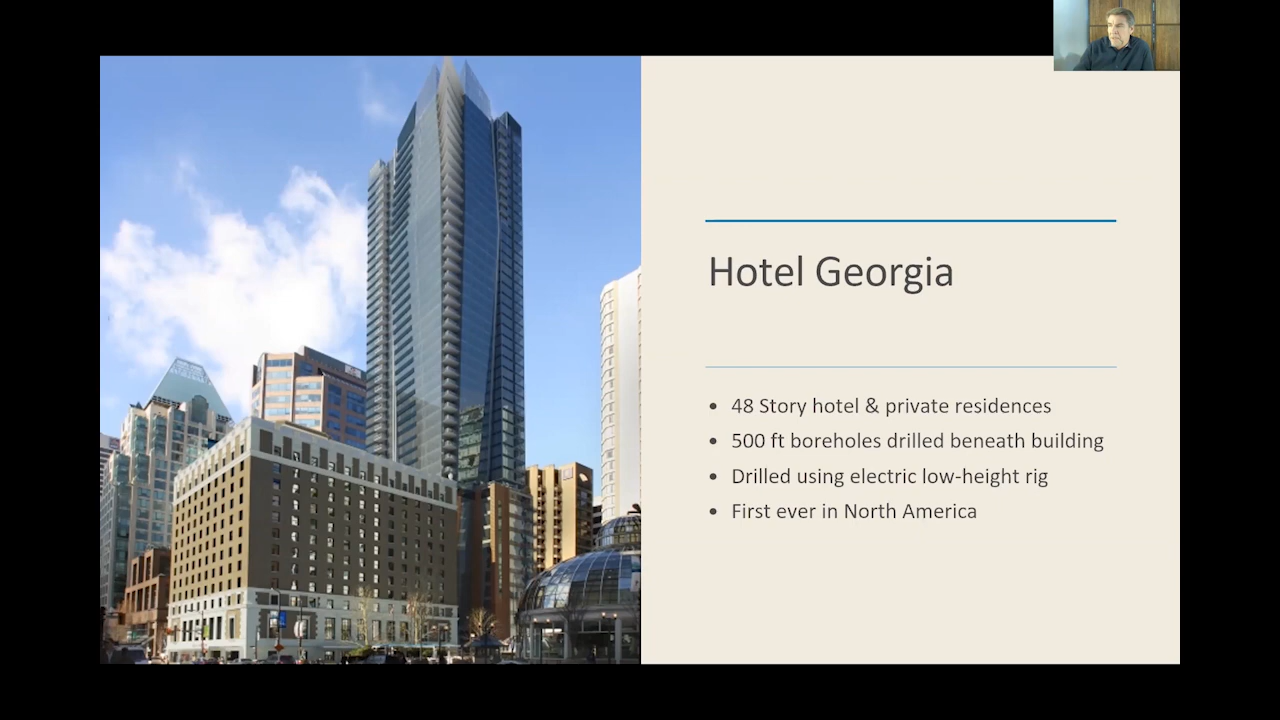 Hotel Georgia
• 48 Story hotel & private residences
• 500 ft boreholes drilled beneath building
• Drilled using electric low-height rig
• First ever in North America